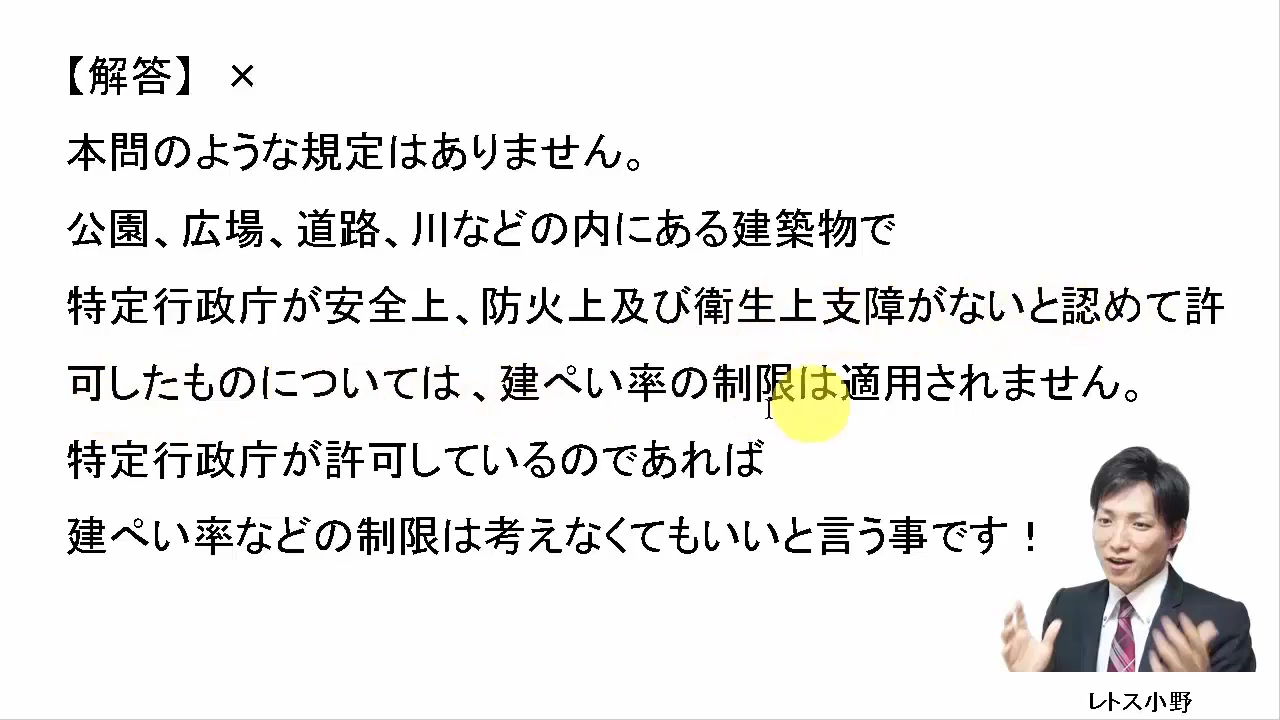 【解答】 ×
本問のような規定はありません。
公園、広場、道路、川などの内にある建築物で
特定行政庁が安全上、防火上及び衛生上支障がないと認めて許
可したものについては、建ぺい率の制限は適用されません。
特定行政庁が許可しているのであれば
建ぺい率などの制限は考えなくてもいいと言う事です！
レトス小野